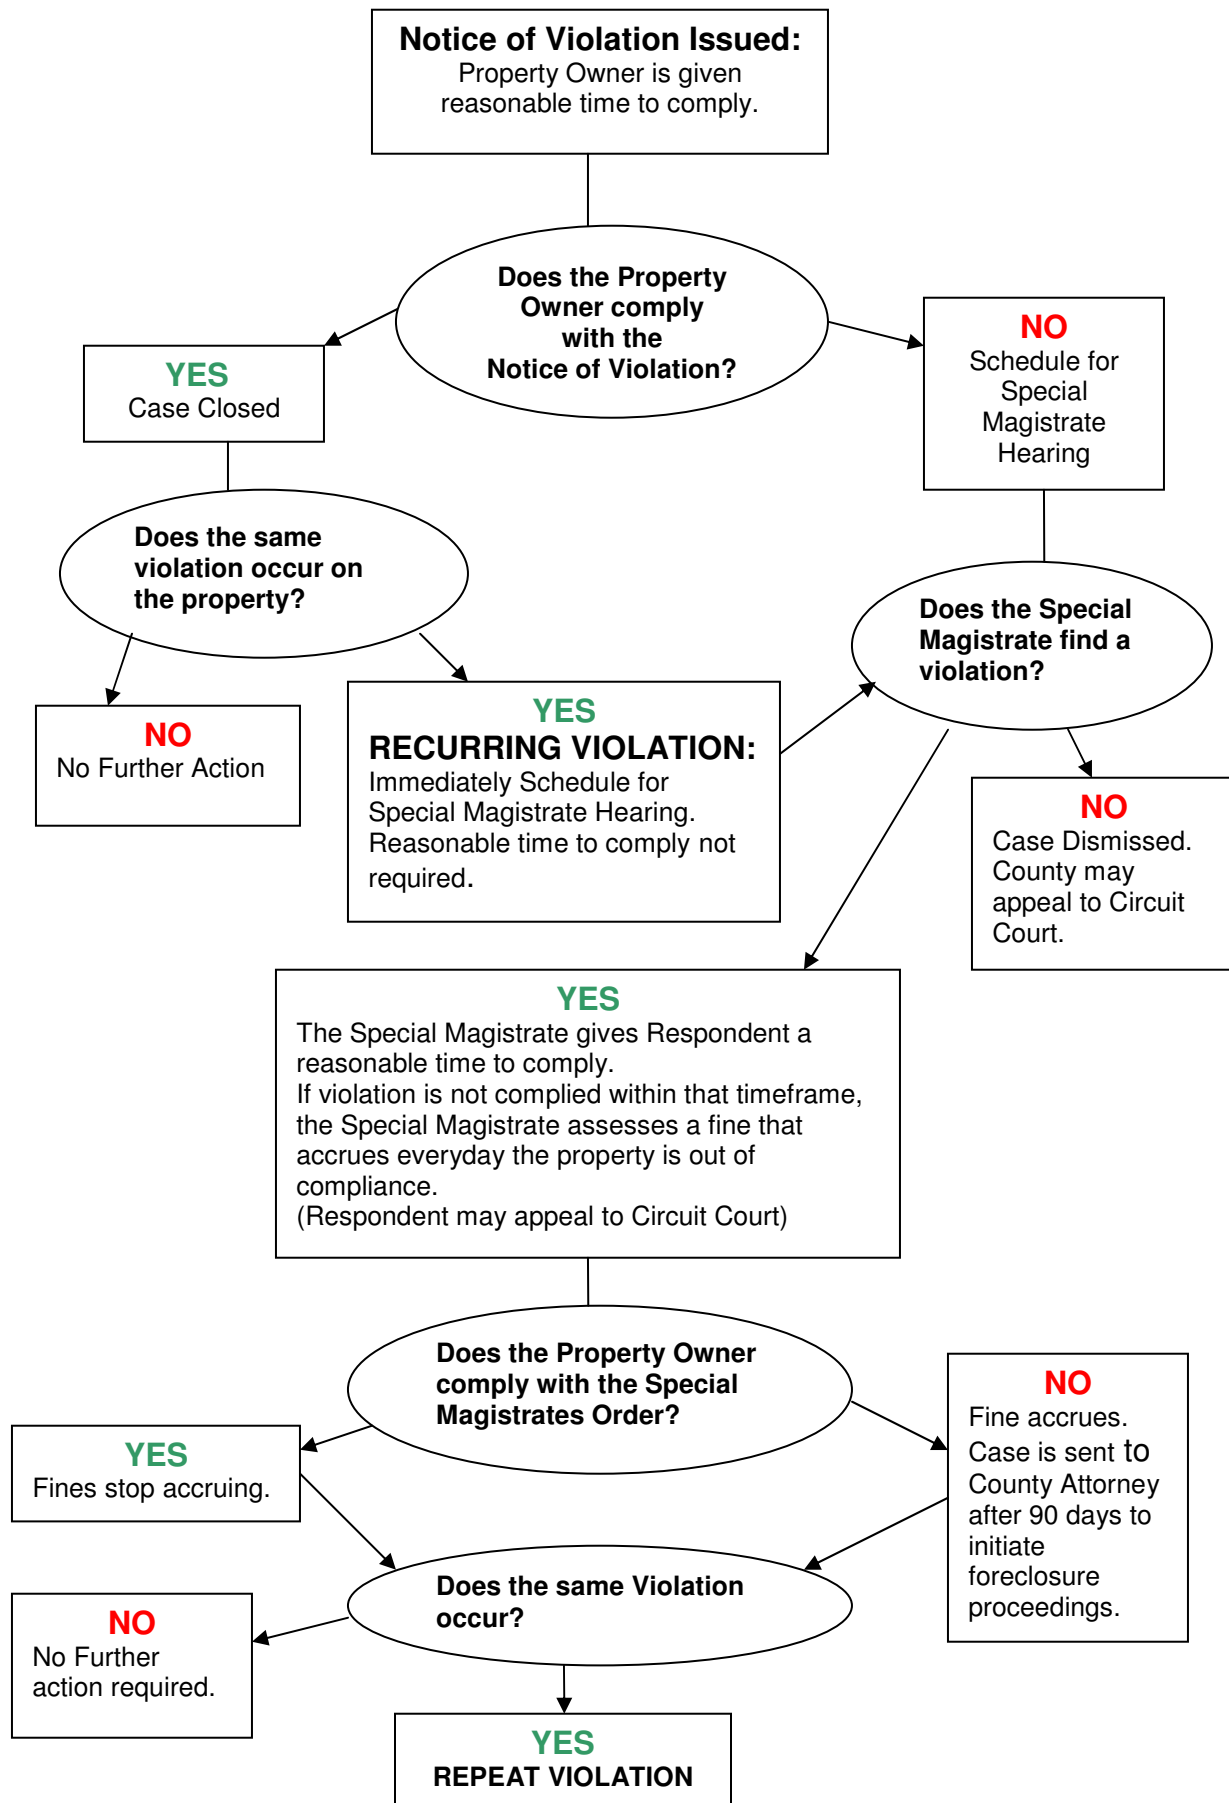 Notice of Violation Issued:
Property Owner is given
reasonable time to comply.
Does the Property
Owner comply
with the
Notice of Violation?
YES
Case Closed
NO
Schedule for
Special
Magistrate
Hearing
Does the same
violation occur on
the property?
Does the Special
Magistrate find a
violation?
NO
No Further Action
YES
RECURRING VIOLATION:
Immediately Schedule for
Special Magistrate Hearing.
Reasonable time to comply not
required.
NO
Case Dismissed.
County may
appeal to Circuit
Court.
YES
The Special Magistrate gives Respondent a
reasonable time to comply.
If violation is not complied within that timeframe,
the Special Magistrate assesses a fine that
accrues everyday the property is out of
compliance.
(Respondent may appeal to Circuit Court)
Does the Property Owner
comply with the Special
Magistrates Order?
YES
Fines stop accruing.
NO
Fine accrues.
Case is sent to
County Attorney
after 90 days to
initiate
foreclosure
proceedings.
Does the same Violation
occur?
NO
No Further
action required.
YES
REPEAT VIOLATION